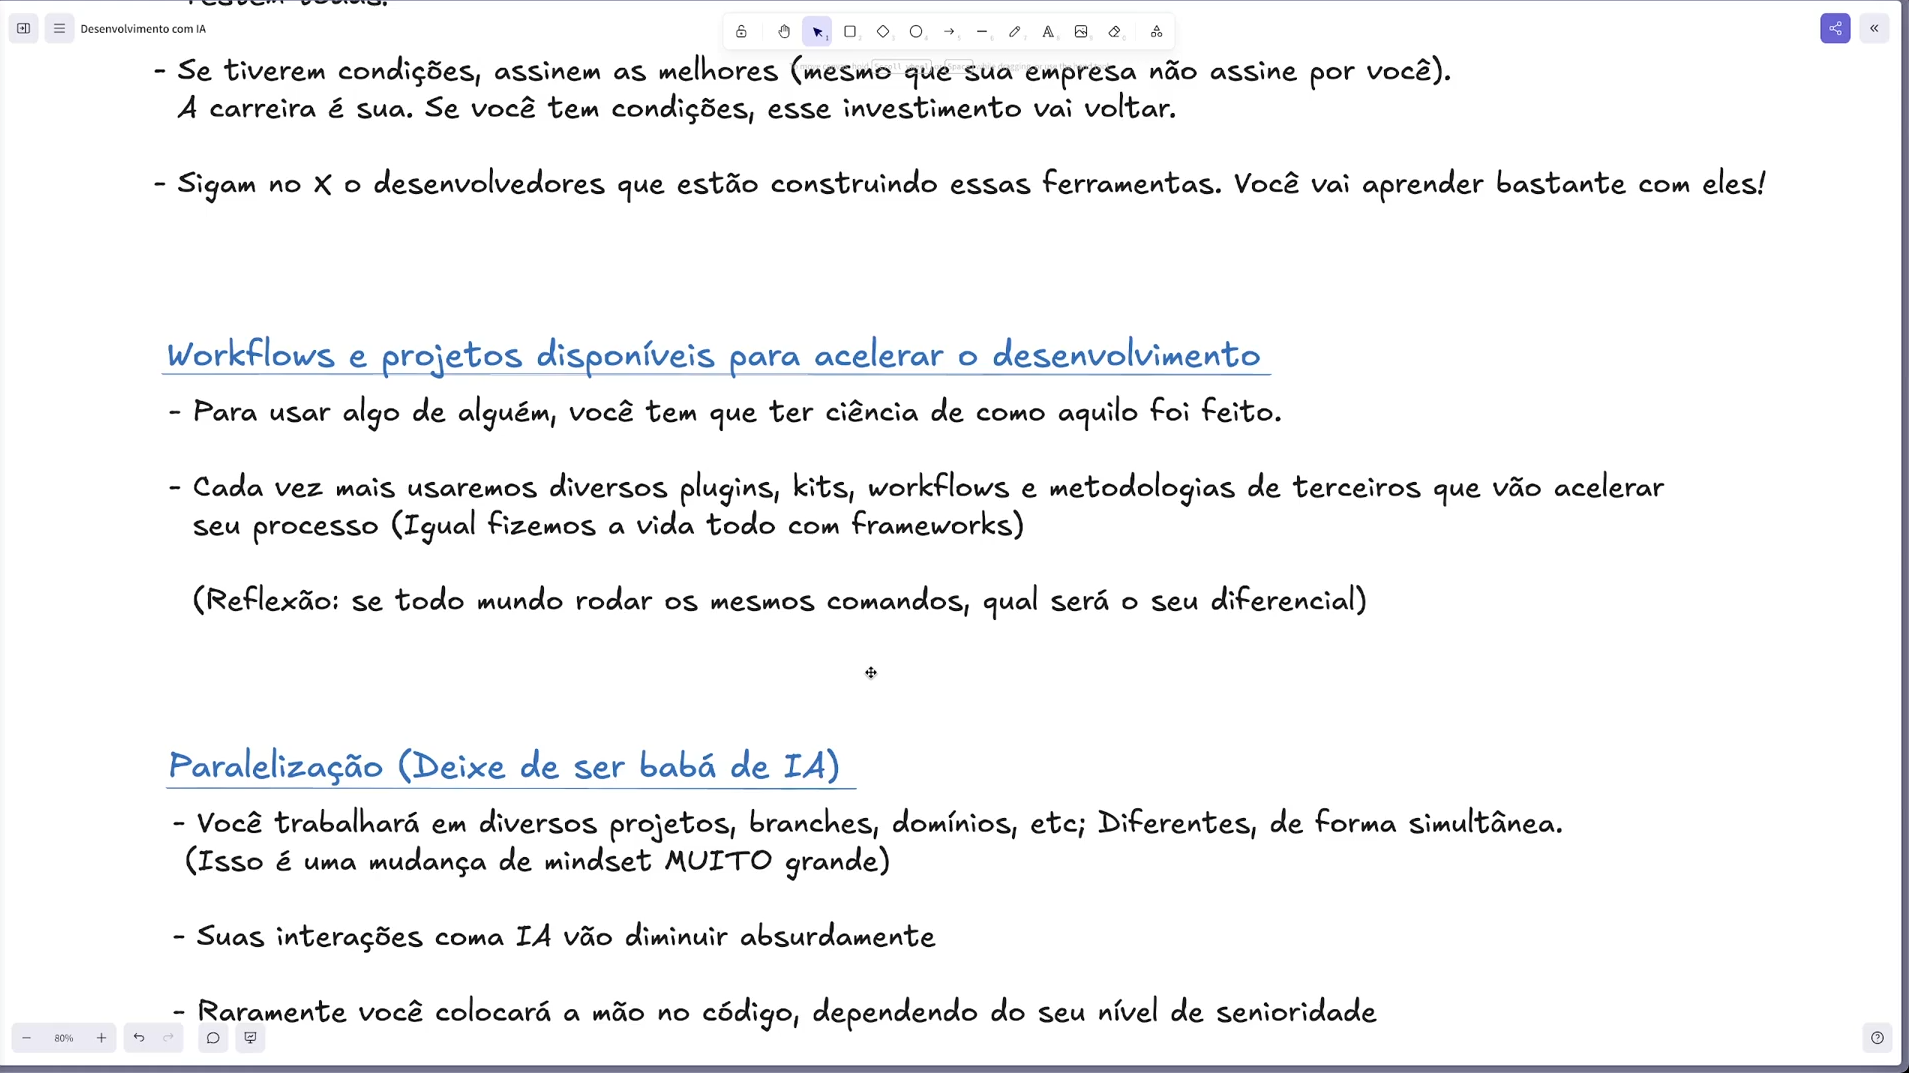 Desenvolvimento com IA
- Se tiverem condições, assinem as melhores (mesmo que sua empresa não assine por você).
A carreira é sua. Se você tem condições, esse investimento vai voltar.
- Sigam no X o desenvolvedores que estão construindo essas ferramentas. Você vai aprender bastante com eles!
Workflows e projetos disponíveis para acelerar o desenvolvimento
- Para usar algo de alguém, você tem que ter ciência de como aquilo foi feito.
- Cada vez mais usaremos diversos plugins, kits, workflows e metodologias de terceiros que vão acelerar
seu processo (Igual fizemos a vida todo com frameworks)
(Reflexão: se todo mundo rodar os mesmos comandos, qual será o seu diferencial)
Paralelização (Deixe de ser babá de IA)
- Você trabalhará em diversos projetos, branches, domínios, etc; Diferentes, de forma simultânea.
(Isso é uma mudança de mindset MUITO grande)
- Suas interações coma IA vão diminuir absurdamente
- Raramente você colocará a mão no código, dependendo do seu nível de senioridade
80%